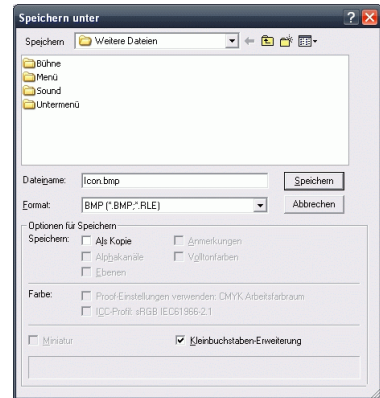 Speichern unter
Speichern
Weitere Dateien
Bühne
Menü
Sound
Untermenü
Dateiname:
Icon.bmp
Speichern
Format:
BMP (*.BMP;*.RLE)
Abbrechen
Optionen für Speichern
Speichern:
Als Kopie
Anmerkungen
Alphakanäle
Volltonfarben
Ebenen
Farbe:
Proof-Einstellungen verwenden: CMYK Arbeitsfarbraum
ICC-Profil: sRGB IEC61966-2.1
Miniatur
Kleinbuchstaben-Erweiterung